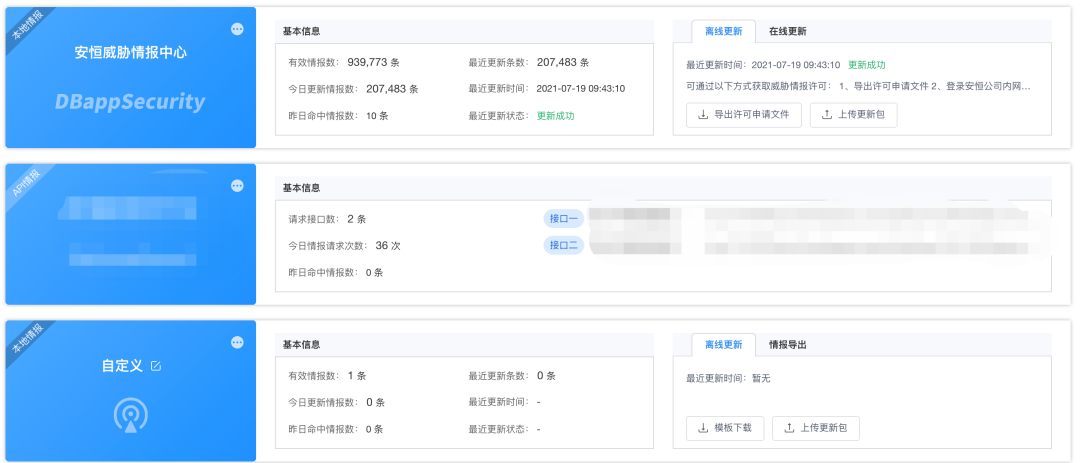 本地情报
安恒威胁情报中心
DBappSecurity
基本信息
有效情报数： 939,773 条
最近更新条数： 207,483 条
今日更新情报数： 207,483 条
最近更新时间： 2021-07-19 09:43:10
昨日命中情报数： 10 条
最近更新状态： 更新成功
离线更新 在线更新
最近更新时间：2021-07-19 09:43:10 更新成功
可通过以下方式获取威胁情报许可： 1、导出许可申请文件 2、登录安恒公司内网...
导出许可申请文件 上传更新包
API情报
基本信息
请求接口数： 2 条
接口一
今日情报请求次数： 36 次
接口二
昨日命中情报数： 0 条
本地情报
自定义
基本信息
有效情报数： 1 条
最近更新条数： 0 条
今日更新情报数： 0 条
最近更新时间： -
昨日命中情报数： 0 条
最近更新状态： -
离线更新 情报导出
最近更新时间：暂无
模板下载 上传更新包